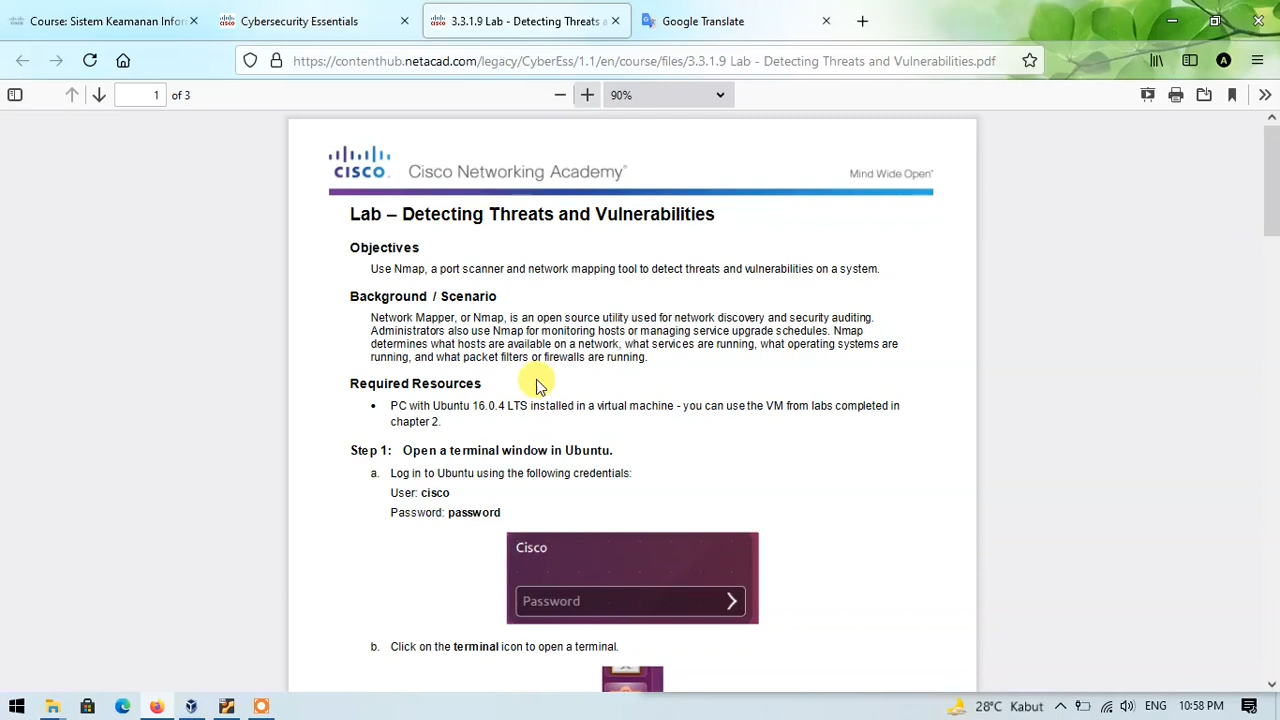 Course: Sistem Keamanan Infor
Cybersecurity Essentials
3.3.1.9 Lab - Detecting Threats a
Google Translate
https://contenthub.netacad.com/legacy/CyberEss/1.1/en/course/files/3.3.1.9 Lab - Detecting Threats and Vulnerabilities.pdf
A
1 of 3
90%
CISCO
Cisco Networking Academy®
Mind Wide Open®
Lab – Detecting Threats and Vulnerabilities
Objectives
Use Nmap, a port scanner and network mapping tool to detect threats and vulnerabilities on a system.
Background / Scenario
Network Mapper, or Nmap, is an open source utility used for network discovery and security auditing.
Administrators also use Nmap for monitoring hosts or managing service upgrade schedules. Nmap
determines what hosts are available on a network, what services are running, what operating systems are
running, and what packet filters or firewalls are running.
Required Resources
• PC with Ubuntu 16.0.4 LTS installed in a virtual machine - you can use the VM from labs completed in
chapter 2.
Step 1: Open a terminal window in Ubuntu.
a. Log in to Ubuntu using the following credentials:
User: cisco
Password: password
Cisco
Password
b. Click on the terminal icon to open a terminal.
28°C Kabut
ENG
10:58 PM